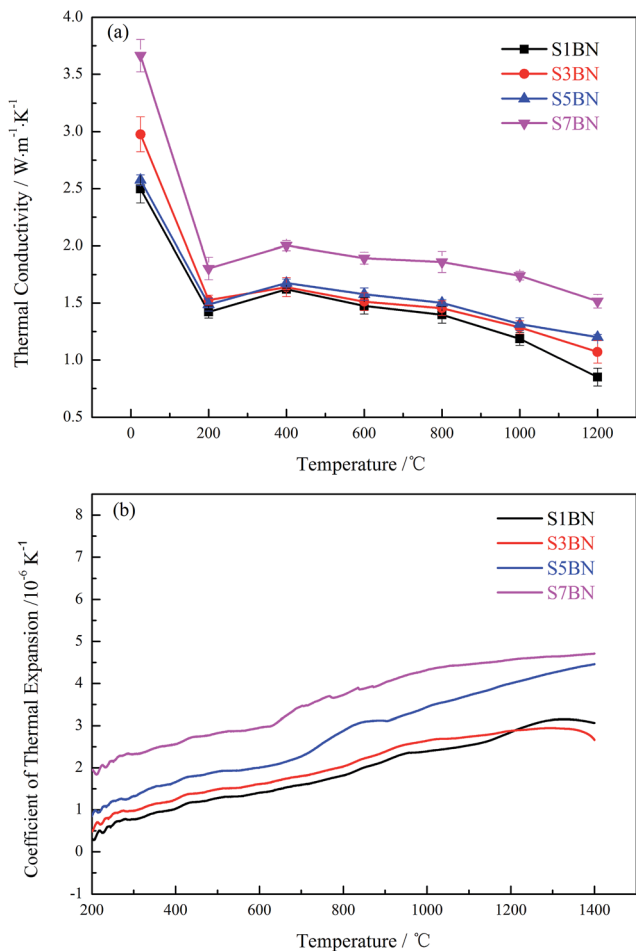 (a)
S1BN
S3BN
S5BN
S7BN
4.0
3.5
3.0
2.5
2.0
1.5
1.0
0.5
Thermal Conductivity / W·m⁻¹·K⁻¹
0 200 400 600 800 1000 1200
Temperature /℃
(b)
S1BN
S3BN
S5BN
S7BN
8
7
6
5
4
3
2
1
0
-1
Coefficient of Thermal Expansion /10⁻⁶ K⁻¹
200 400 600 800 1000 1200 1400
Temperature / ℃